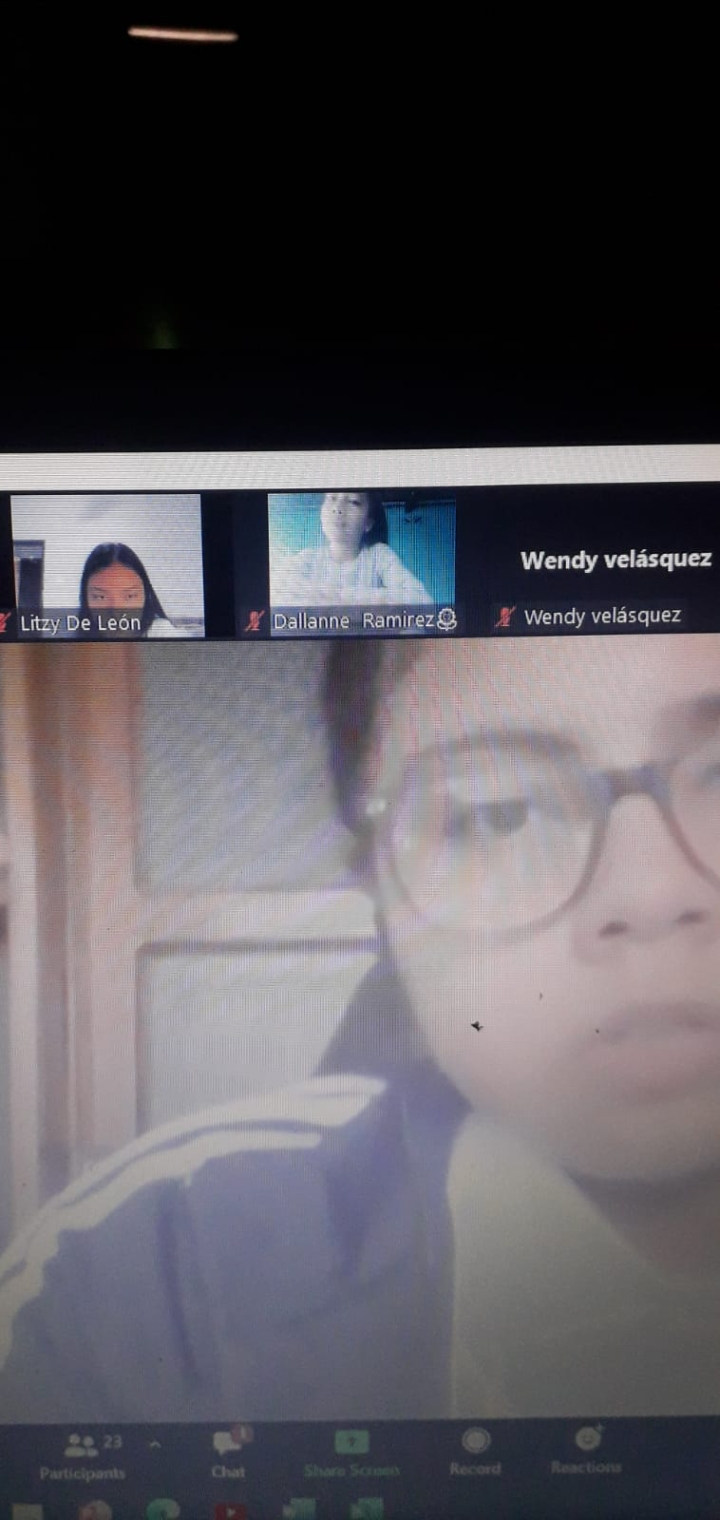 Wendy velásquez
Litzy De León
Dallanne Ramirez
Wendy velásquez
23
Participants
Chat
Share Screen
Record
Reactions